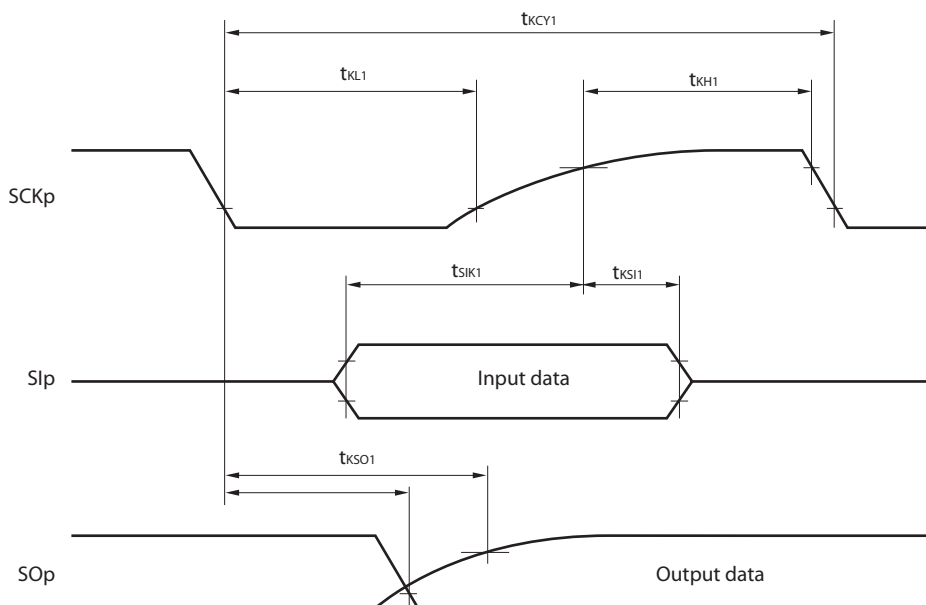 tKCY1
tKL1
tKH1
SCKp
tSIK1
tKSI1
SIp
Input data
tKSO1
SOp
Output data